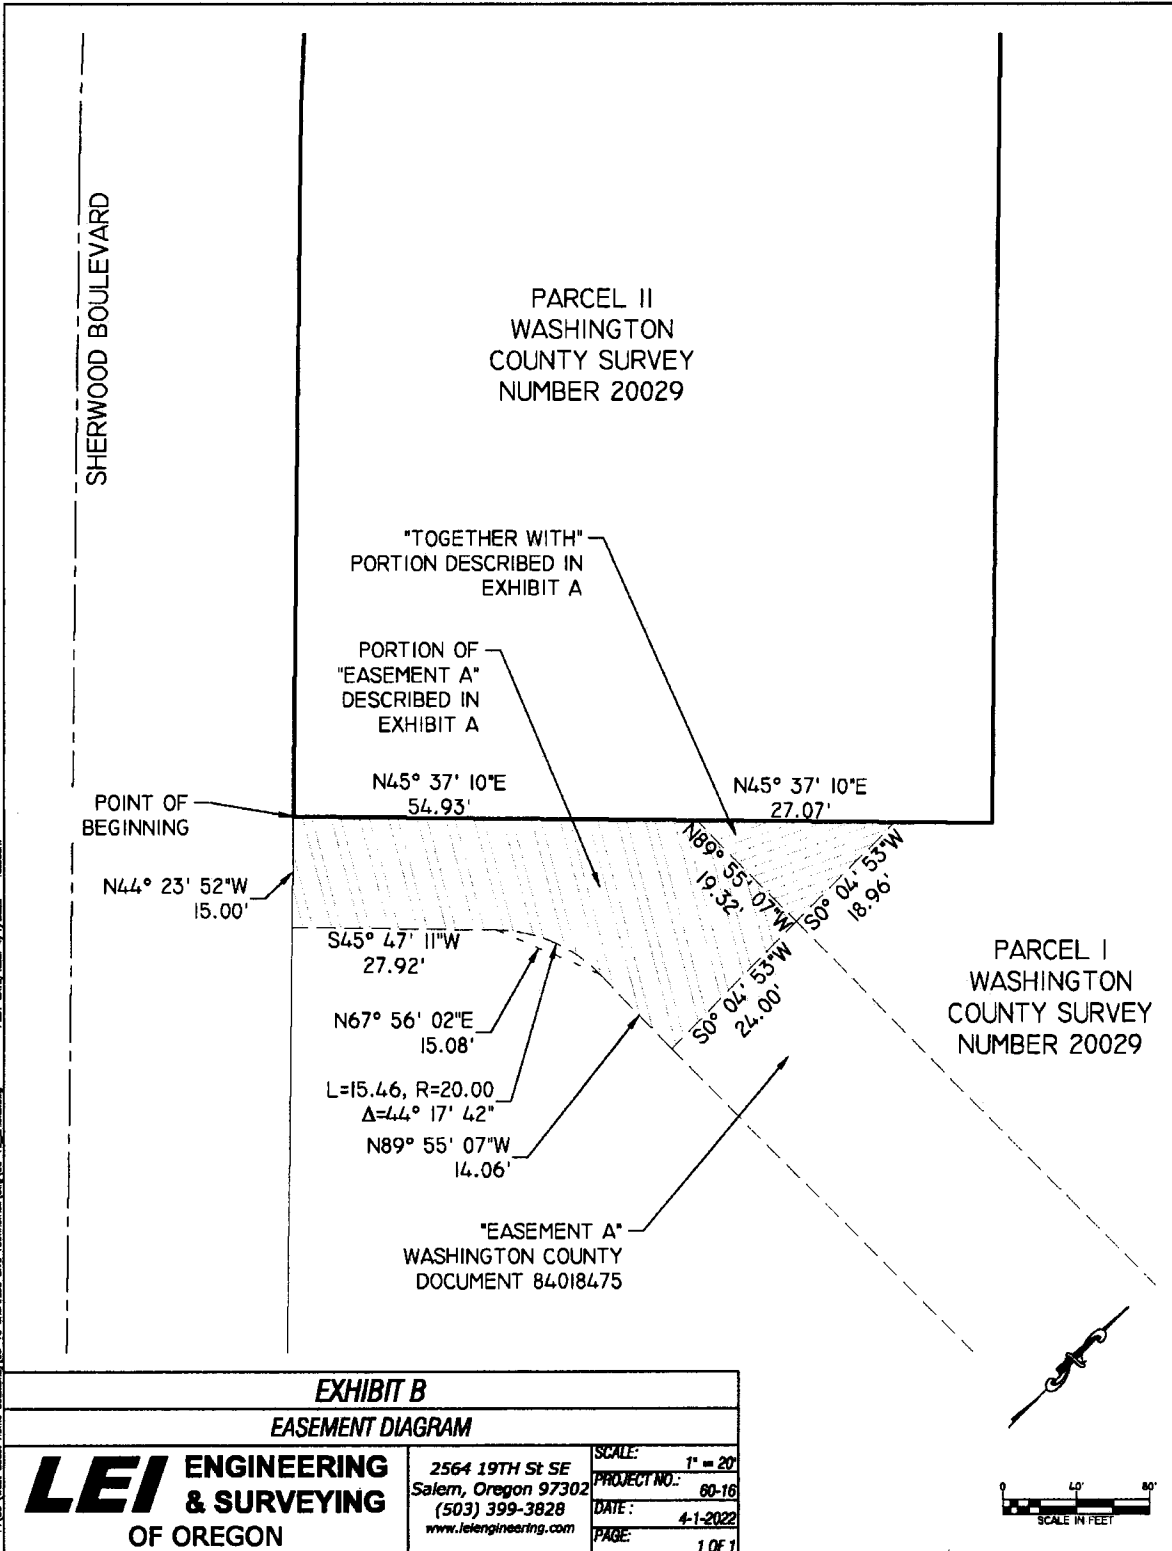 SHERWOOD BOULEVARD
PARCEL II
WASHINGTON
COUNTY SURVEY
NUMBER 20029
"TOGETHER WITH"
PORTION DESCRIBED IN
EXHIBIT A
PORTION OF
"EASEMENT A"
DESCRIBED IN
EXHIBIT A
N45° 37' 10"E
54.93'
N45° 37' 10"E
27.07'
POINT OF
BEGINNING
N89° 55' 07"W
19.32'
S0° 04' 53"W
18.96'
N44° 23' 52"W
15.00'
S45° 47' 11"W
27.92'
S0° 04' 53"W
24.00'
PARCEL I
WASHINGTON
COUNTY SURVEY
NUMBER 20029
N67° 56' 02"E
15.08'
L=15.46, R=20.00
Δ=44° 17' 42"
N89° 55' 07"W
14.06'
"EASEMENT A"
WASHINGTON COUNTY
DOCUMENT 84018475
EXHIBIT B
EASEMENT DIAGRAM
LEI ENGINEERING
& SURVEYING
OF OREGON
2564 19TH St SE
Salem, Oregon 97302
(503) 399-3828
www.leiengineering.com
SCALE: 1" = 20'
PROJECT NO.: 60-16
DATE : 4-1-2022
PAGE: 1 OF 1
0 40' 80'
SCALE IN FEET